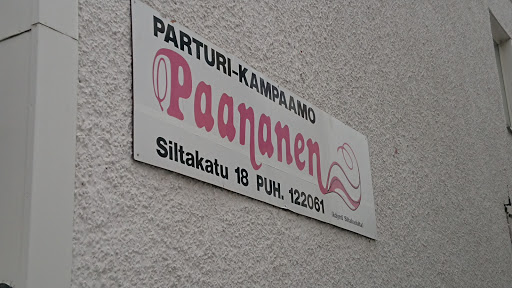 PARTURI-KAMPAAMO
Paananen
Siltakatu 18 PUH. 122061